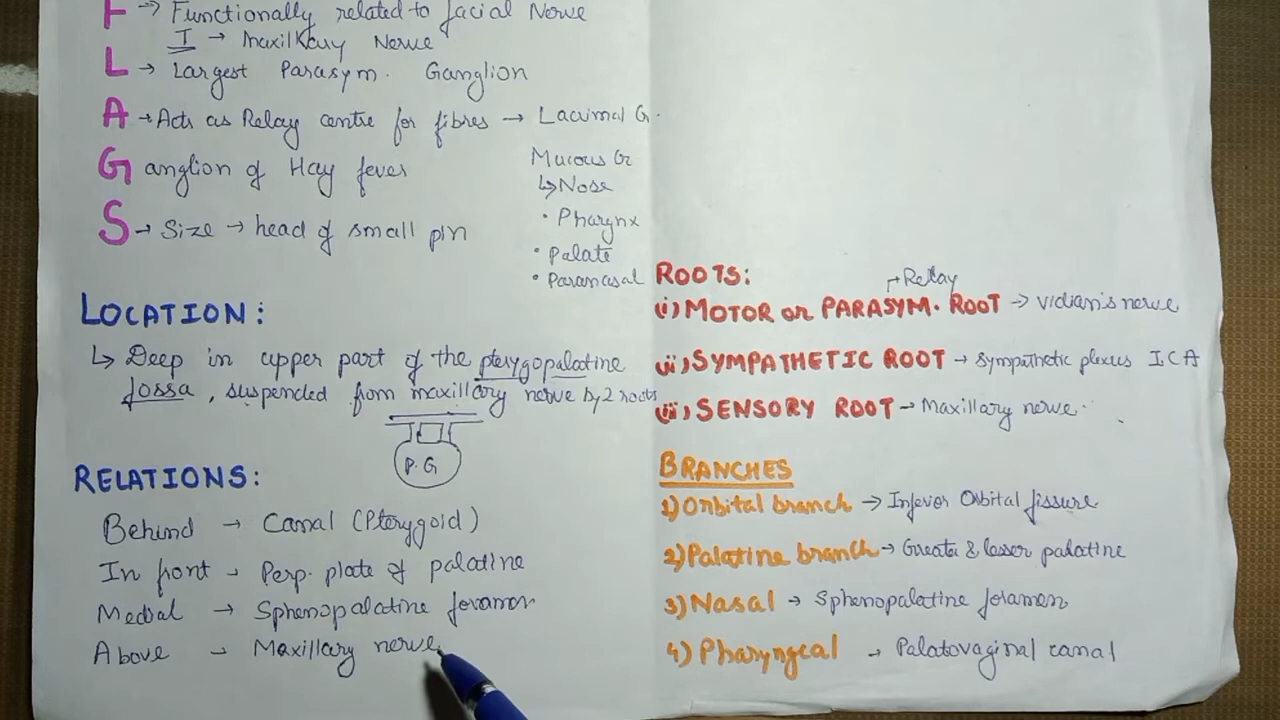 F → Functionally related to facial Nerve
I → Maxillary Nerve
L → Largest Parasym. Ganglion
A → Acts as Relay centre for fibres → Lacrimal G.
Mucous Gr
↳ Nose
• Pharynx
• Palate
• Paranasal
Ganglion of Hay fever
S → Size → head of small pin
LOCATION:
↳ Deep in upper part of the pterygopalatine
fossa, suspended from maxillary nerve by 2 roots
P.G
RELATIONS:
Behind → Canal (Pterygoid)
In front - Perp. plate of palatine
Medial → Sphenopalatine foramen
Above - Maxillary nerve
ROOTS:
Relay
(i) MOTOR or PARASYM. ROOT → vidian's nerve
(ii) SYMPATHETIC ROOT → sympathetic plexus ICA
(iii) SENSORY ROOT → Maxillary nerve.
BRANCHES
1) Orbital branch → Inferior Orbital fissure
2) Palatine branch → Greater & lesser palatine
3) Nasal → Sphenopalatine foramen
4) Pharyngeal → Palatovaginal canal